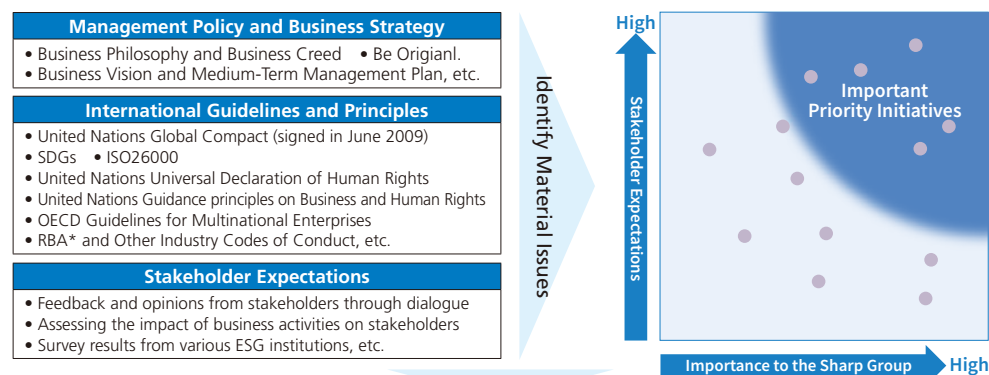 Management Policy and Business Strategy
• Business Philosophy and Business Creed • Be Origianl.
• Business Vision and Medium-Term Management Plan, etc.
International Guidelines and Principles
• United Nations Global Compact (signed in June 2009)
• SDGs • ISO26000
• United Nations Universal Declaration of Human Rights
• United Nations Guidance principles on Business and Human Rights
• OECD Guidelines for Multinational Enterprises
• RBA* and Other Industry Codes of Conduct, etc.
Stakeholder Expectations
• Feedback and opinions from stakeholders through dialogue
• Assessing the impact of business activities on stakeholders
• Survey results from various ESG institutions, etc.
Identify Material Issues
High
Stakeholder Expectations
Important
Priority Initiatives
Importance to the Sharp Group
High